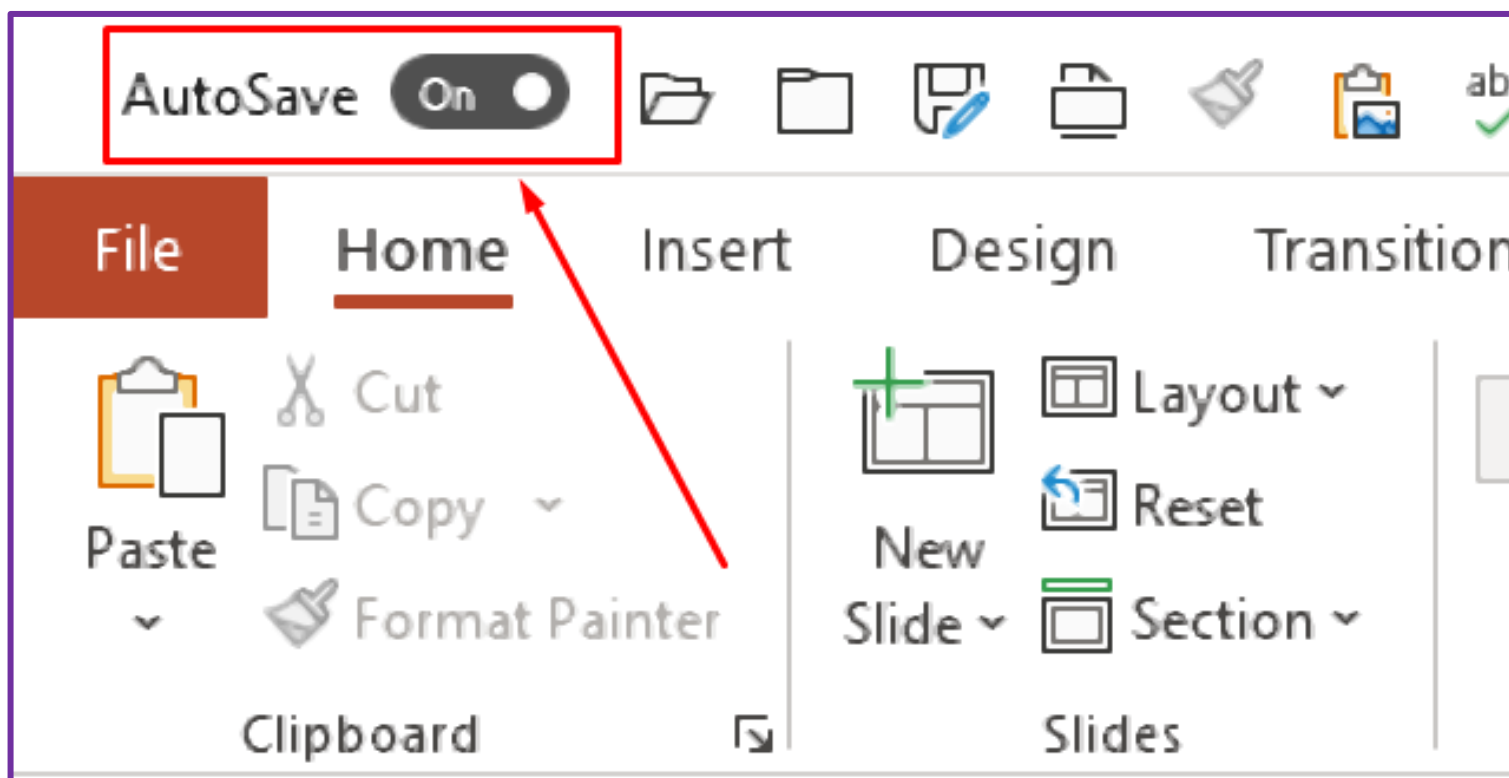 AutoSave On ab
File Home Insert Design Transition
Cut
Copy
Format Painter
Paste
New
Slide
Layout
Reset
Section
Clipboard
Slides